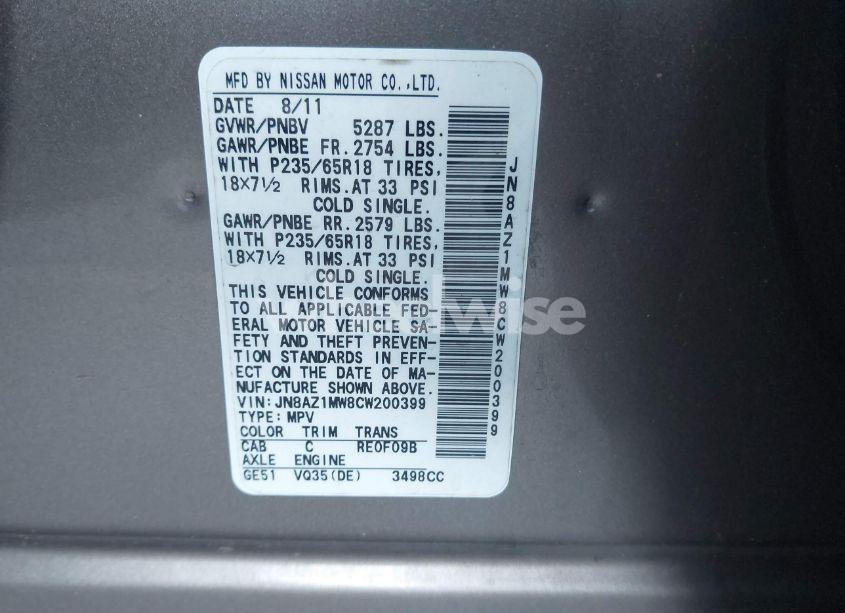 MFD BY NISSAN MOTOR CO.,LTD.
DATE 8/11
GVWR/PNBV 5287 LBS.
GAWR/PNBE FR. 2754 LBS.
WITH P235/65R18 TIRES,
18×7½ RIMS.AT 33 PSI
COLD SINGLE.
GAWR/PNBE RR. 2579 LBS.
WITH P235/65R18 TIRES,
18×7½ RIMS.AT 33 PSI
COLD SINGLE.
THIS VEHICLE CONFORMS
TO ALL APPLICABLE FED-
ERAL MOTOR VEHICLE SA-
FETY AND THEFT PREVEN-
TION STANDARDS IN EFF-
ECT ON THE DATE OF MA-
NUFACTURE SHOWN ABOVE.
VIN:JN8AZ1MW8CW200399
TYPE:MPV
COLOR TRIM TRANS
CAB C RE0F09B
AXLE ENGINE
GE51 VQ35(DE) 3498CC
JN8AZ1MW8CW200399